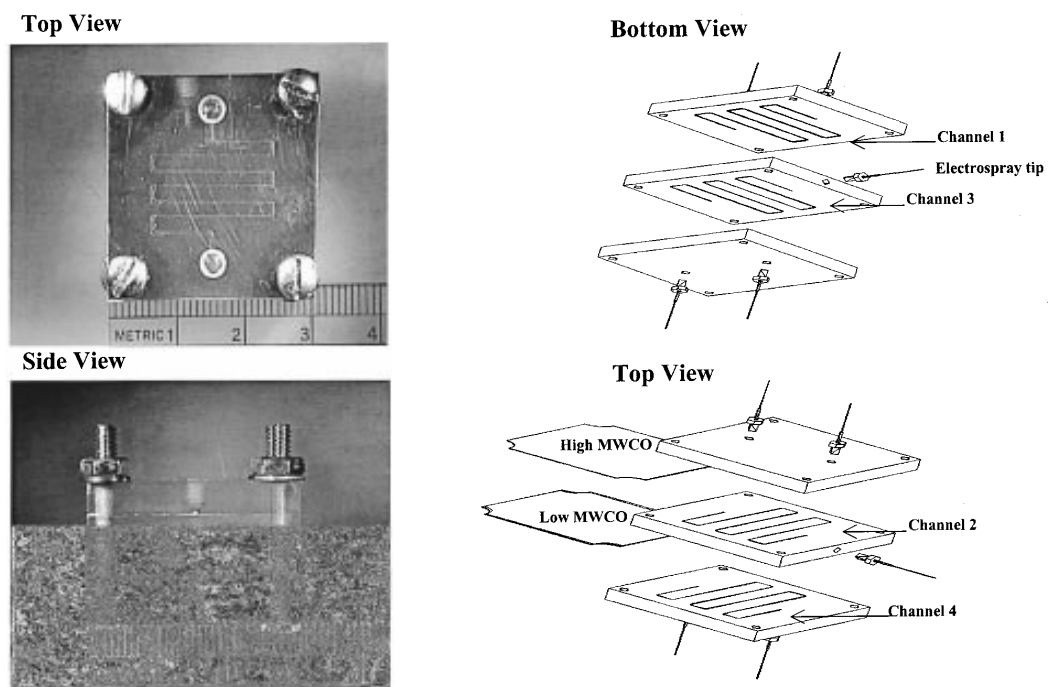 Top View
METRIC 1 2 3 4
Side View
Bottom View
Channel 1
Electrospray tip
Channel 3
Top View
High MWCO
Low MWCO
Channel 2
Channel 4